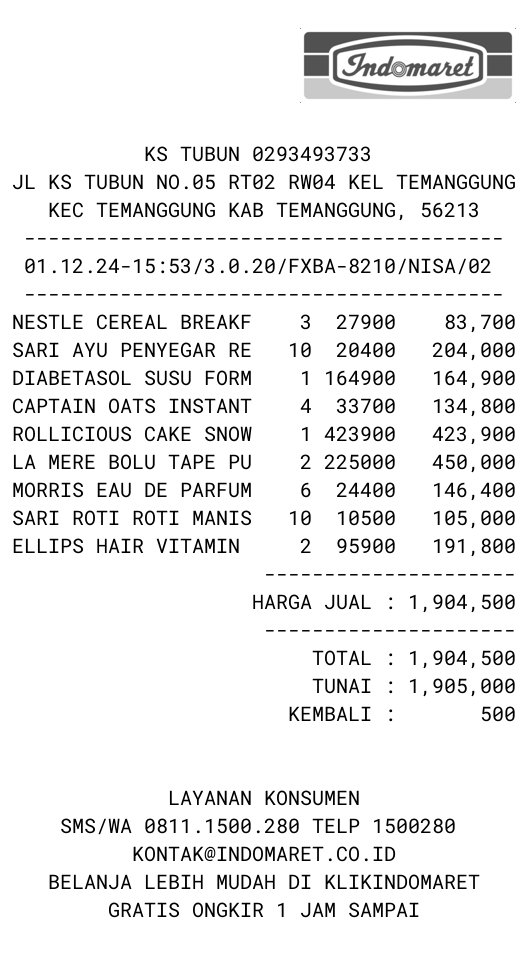 Indomaret
KS TUBUN 0293493733
JL KS TUBUN NO.05 RT02 RW04 KEL TEMANGGUNG
KEC TEMANGGUNG KAB TEMANGGUNG, 56213
----------------------------------------
01.12.24-15:53/3.0.20/FXBA-8210/NISA/02
----------------------------------------
NESTLE CEREAL BREAKF 3 27900 83,700
SARI AYU PENYEGAR RE 10 20400 204,000
DIABETASOL SUSU FORM 1 164900 164,900
CAPTAIN OATS INSTANT 4 33700 134,800
ROLLICIOUS CAKE SNOW 1 423900 423,900
LA MERE BOLU TAPE PU 2 225000 450,000
MORRIS EAU DE PARFUM 6 24400 146,400
SARI ROTI ROTI MANIS 10 10500 105,000
ELLIPS HAIR VITAMIN 2 95900 191,800
---------------------
HARGA JUAL : 1,904,500
---------------------
TOTAL : 1,904,500
TUNAI : 1,905,000
KEMBALI : 500
LAYANAN KONSUMEN
SMS/WA 0811.1500.280 TELP 1500280
KONTAK@INDOMARET.CO.ID
BELANJA LEBIH MUDAH DI KLIKINDOMARET
GRATIS ONGKIR 1 JAM SAMPAI